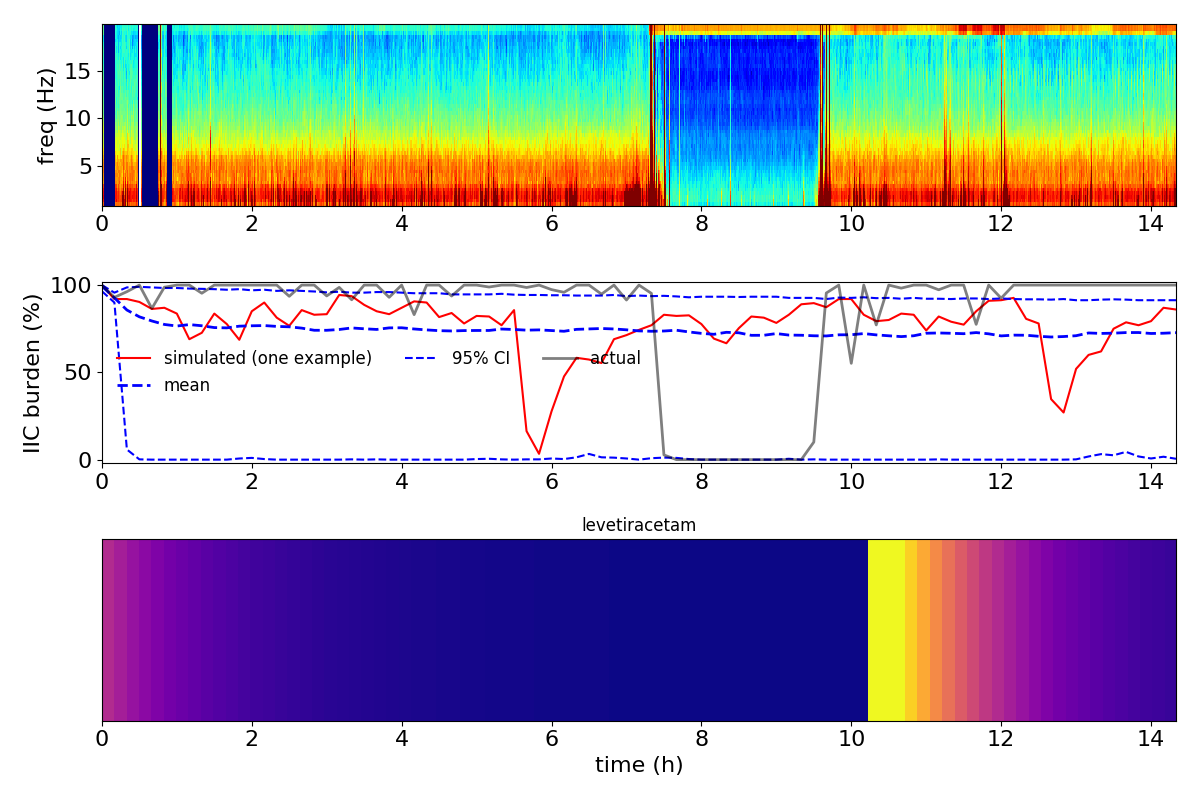 freq (Hz)
15
10
5
0 2 4 6 8 10 12 14
IIC burden (%)
100
50
0
simulated (one example) 95% CI actual
mean
0 2 4 6 8 10 12 14
levetiracetam
0 2 4 6 8 10 12 14
time (h)